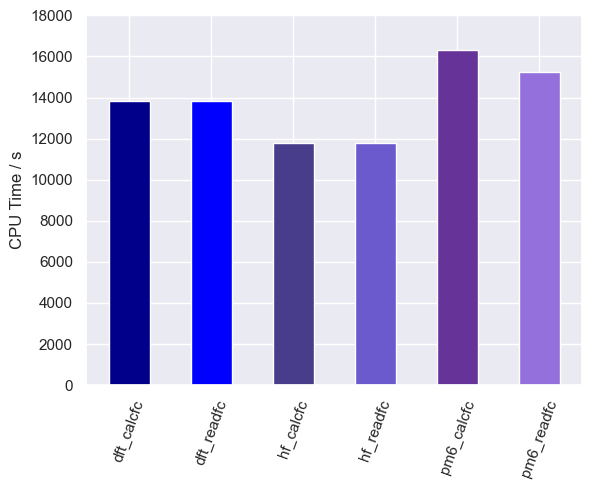 18000
16000
14000
12000
10000
8000
6000
4000
2000
0
CPU Time / s
dft_calcfc
dft_readfc
hf_calcfc
hf_readfc
pm6_calcfc
pm6_readfc